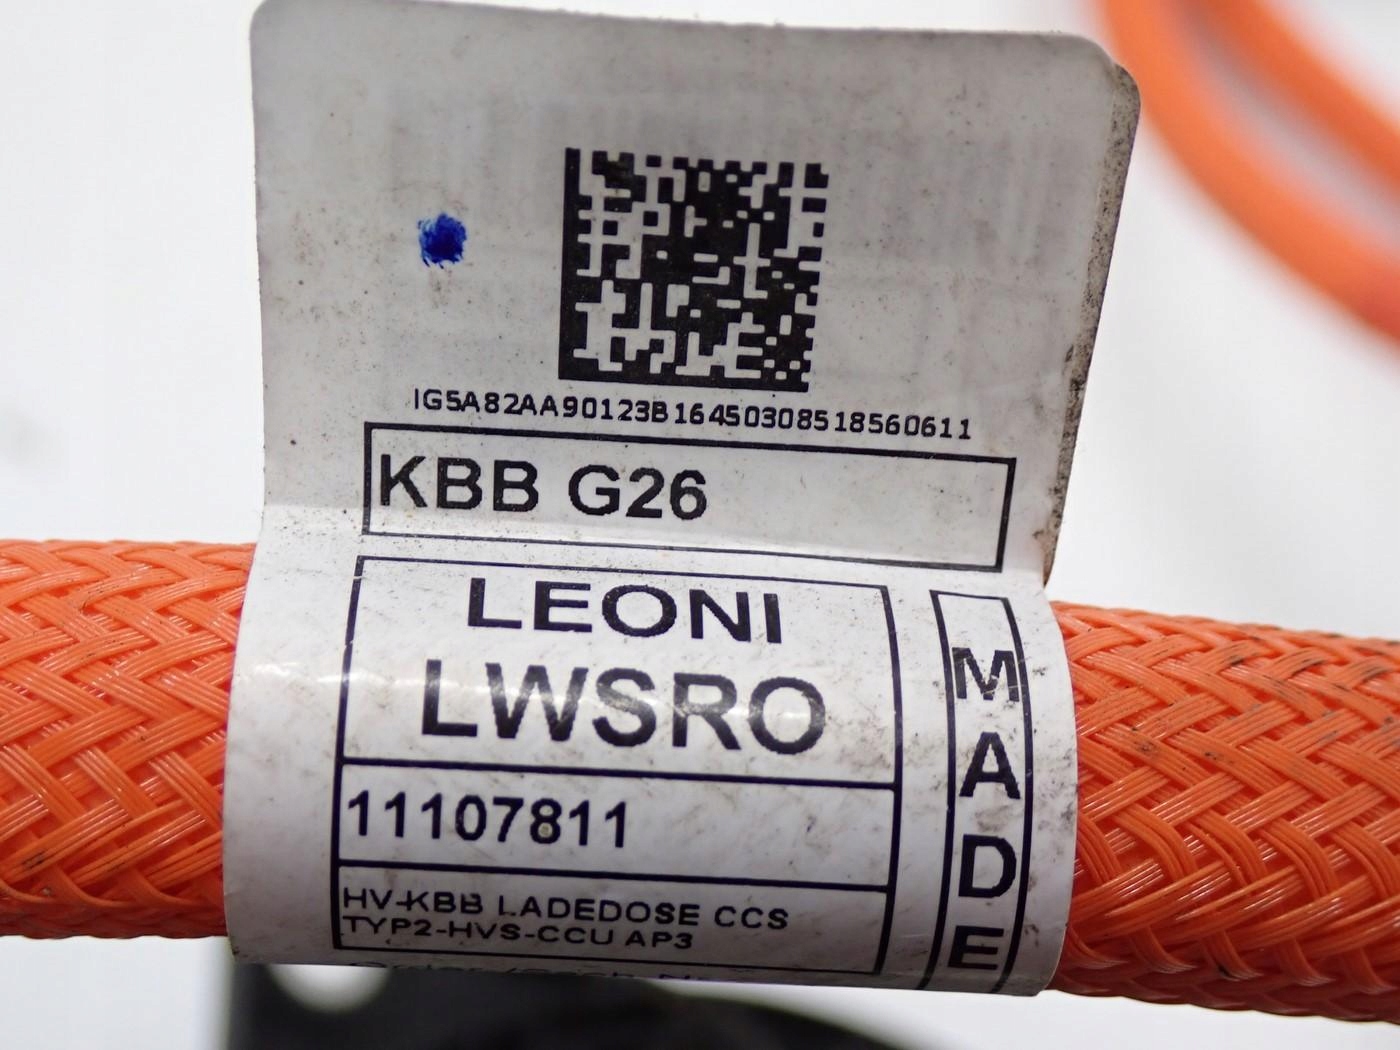 IG5A82AA90123B16450308518560611
KBB G26
LEONI
LWSRO
11107811
HV-KBB LADEDOSE CCS
TYP2-HVS-CCU AP3
MADE